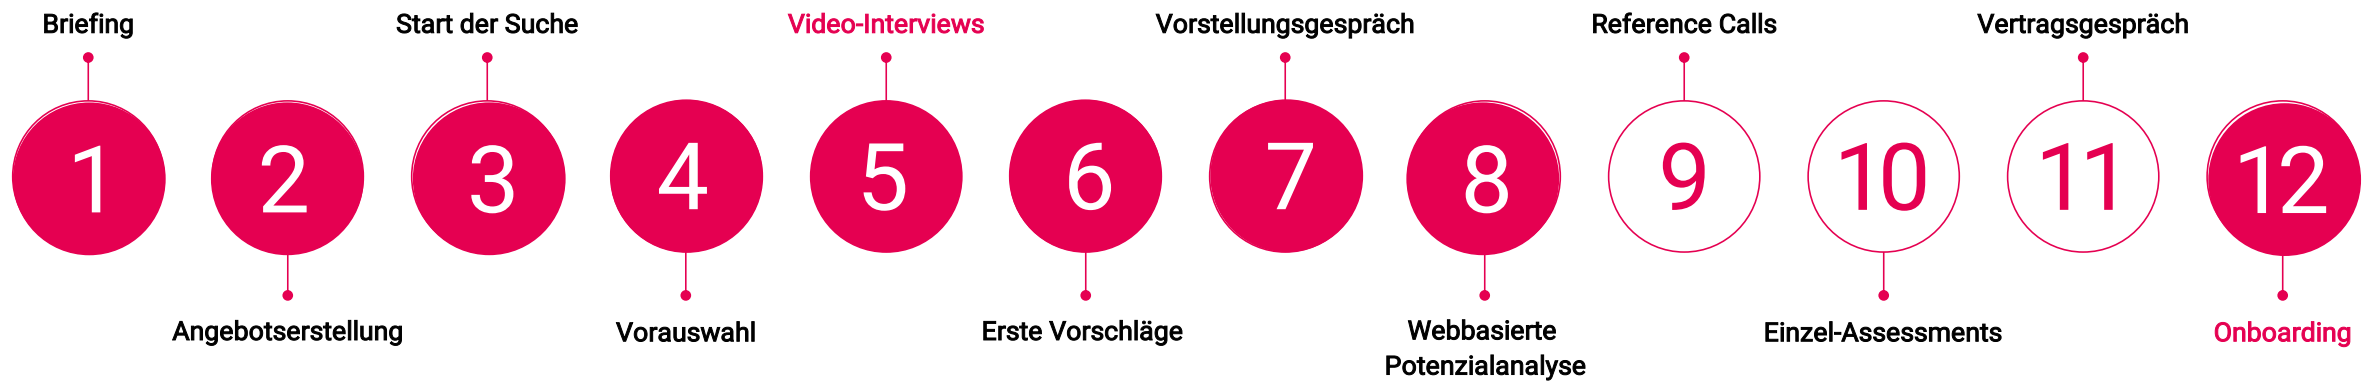 Briefing
Start der Suche
Video-Interviews
Vorstellungsgespräch
Reference Calls
Vertragsgespräch
1
2
3
4
5
6
7
8
9
10
11
12
Angebotserstellung
Vorauswahl
Erste Vorschläge
Webbasierte
Potenzialanalyse
Einzel-Assessments
Onboarding